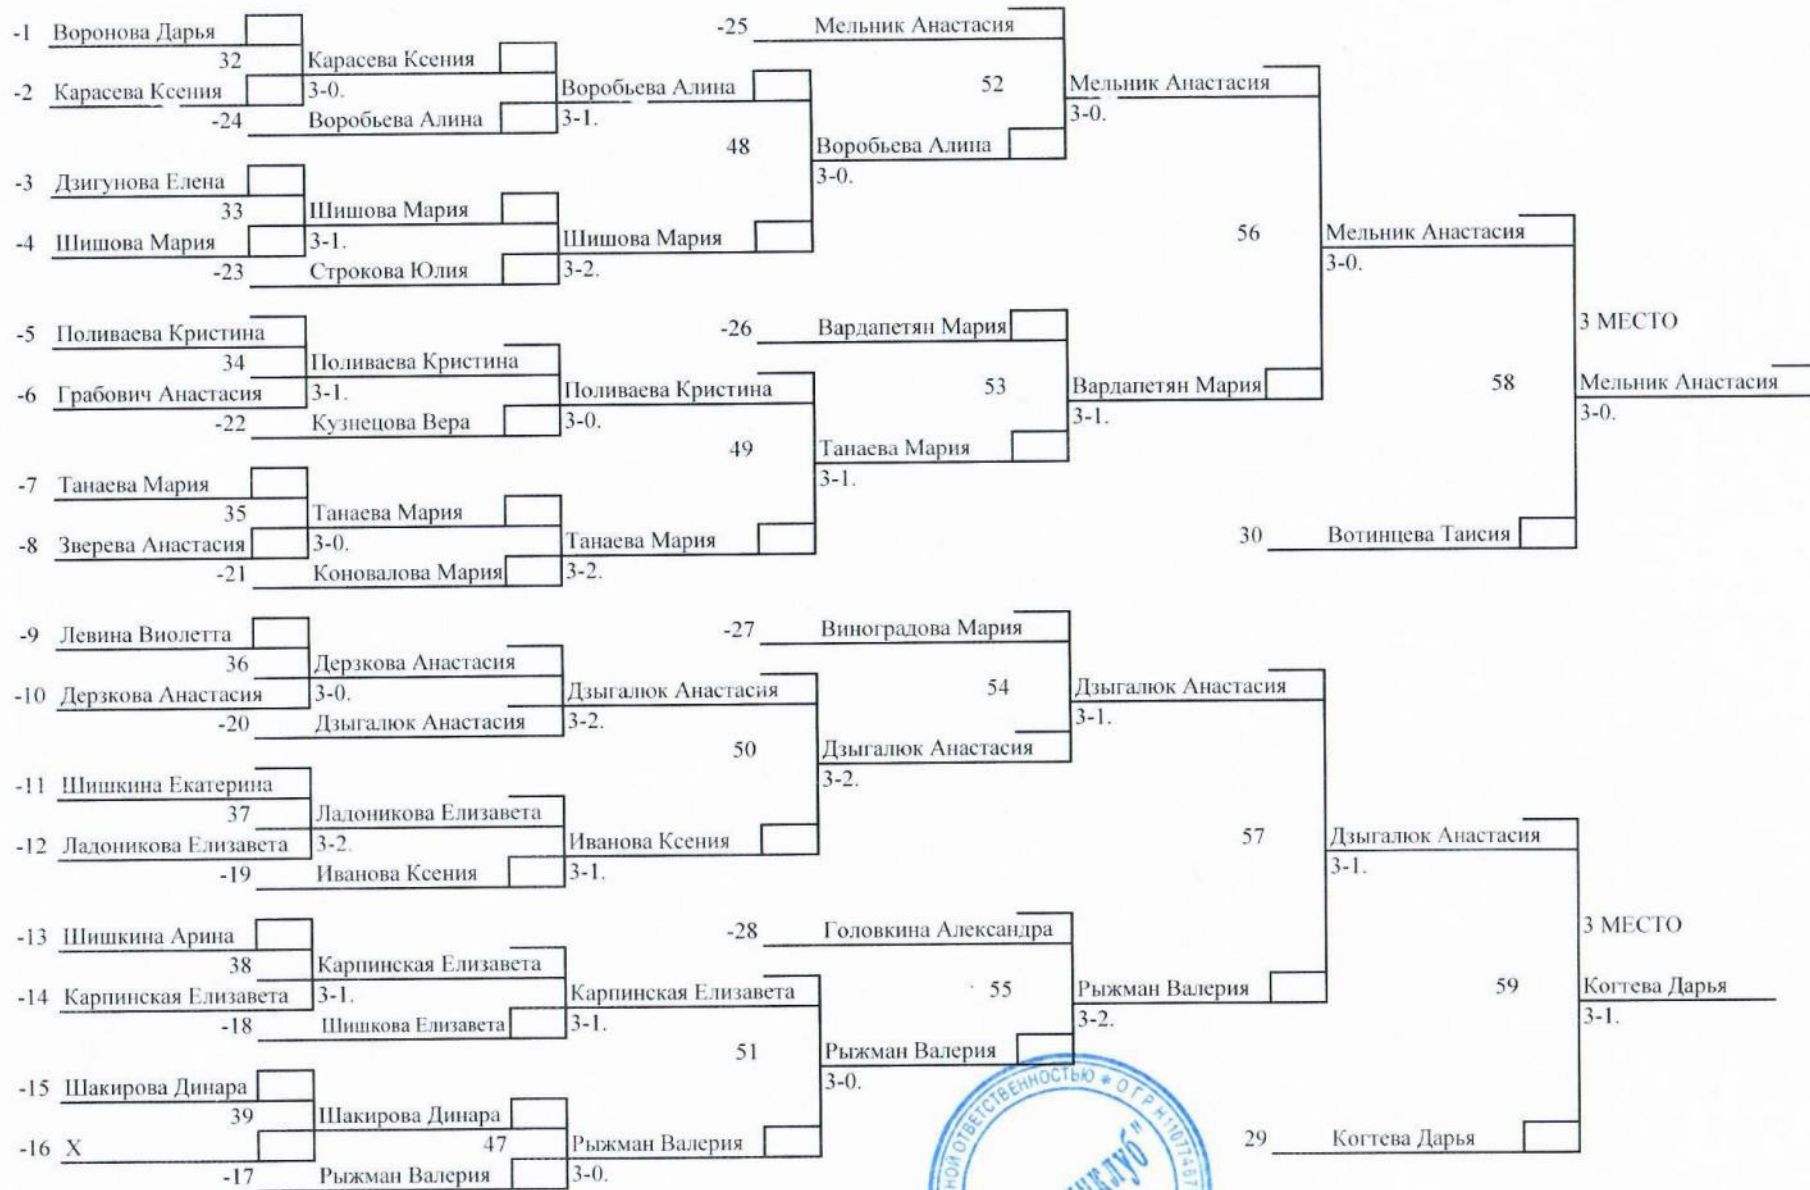 -1 Воронова Дарья
32
-2 Карасева Ксения
Карасева Ксения
3-0.
-24 Воробьева Алина
Воробьева Алина
3-1.
-3 Дзигунова Елена
33
-4 Шишова Мария
Шишова Мария
3-1.
-23 Строкова Юлия
Шишова Мария
3-2.
48
Воробьева Алина
3-0.
-25 Мельник Анастасия
52
Мельник Анастасия
3-0.
-5 Поливаева Кристина
34
-6 Грабович Анастасия
Поливаева Кристина
3-1.
-22 Кузнецова Вера
Поливаева Кристина
3-0.
-7 Танаева Мария
35
-8 Зверева Анастасия
Танаева Мария
3-0.
-21 Коновалова Мария
Танаева Мария
3-2.
49
Танаева Мария
3-1.
-26 Вардапетян Мария
53
Вардапетян Мария
3-1.
56
Мельник Анастасия
3-0.
58
30 Вотинцева Таисия
3 МЕСТО
Мельник Анастасия
3-0.
-9 Левина Виолетта
36
-10 Дерзкова Анастасия
Дерзкова Анастасия
3-0.
-20 Дзыгалюк Анастасия
Дзыгалюк Анастасия
3-2.
-11 Шишкина Екатерина
37
-12 Ладоникова Елизавета
Ладоникова Елизавета
3-2.
-19 Иванова Ксения
Иванова Ксения
3-1.
50
Дзыгалюк Анастасия
3-2.
-27 Виноградова Мария
54
Дзыгалюк Анастасия
3-1.
-13 Шишкина Арина
38
-14 Карпинская Елизавета
Карпинская Елизавета
3-1.
-18 Шишкова Елизавета
Карпинская Елизавета
3-1.
-15 Шакирова Динара
39
-16 X
Шакирова Динара
47
-17 Рыжман Валерия
Рыжман Валерия
3-0.
51
Рыжман Валерия
3-0.
-28 Головкина Александра
55
Рыжман Валерия
3-2.
57
Дзыгалюк Анастасия
3-1.
59
29 Когтева Дарья
3 МЕСТО
Когтева Дарья
3-1.
ОТВЕТСТВЕННОСТЬЮ * ОГРН